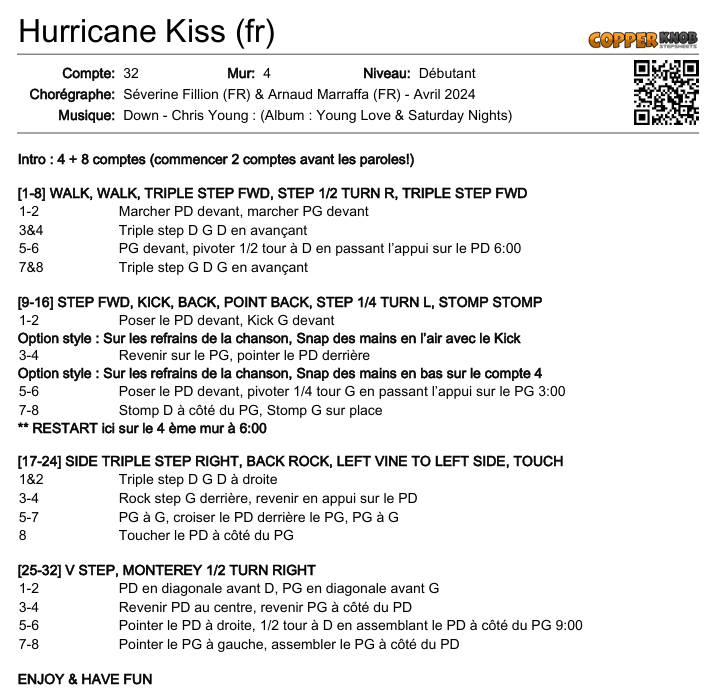 Hurricane Kiss (fr)
COPPER KNOB
STEPSHEETS
Compte: 32 Mur: 4 Niveau: Débutant
Chorégraphe: Séverine Fillion (FR) & Arnaud Marraffa (FR) - Avril 2024
Musique: Down - Chris Young : (Album : Young Love & Saturday Nights)
Intro : 4 + 8 comptes (commencer 2 comptes avant les paroles!)
[1-8] WALK, WALK, TRIPLE STEP FWD, STEP 1/2 TURN R, TRIPLE STEP FWD
1-2 Marcher PD devant, marcher PG devant
3&4 Triple step D G D en avançant
5-6 PG devant, pivoter 1/2 tour à D en passant l’appui sur le PD 6:00
7&8 Triple step G D G en avançant
[9-16] STEP FWD, KICK, BACK, POINT BACK, STEP 1/4 TURN L, STOMP STOMP
1-2 Poser le PD devant, Kick G devant
Option style : Sur les refrains de la chanson, Snap des mains en l’air avec le Kick
3-4 Revenir sur le PG, pointer le PD derrière
Option style : Sur les refrains de la chanson, Snap des mains en bas sur le compte 4
5-6 Poser le PD devant, pivoter 1/4 tour G en passant l’appui sur le PG 3:00
7-8 Stomp D à côté du PG, Stomp G sur place
** RESTART ici sur le 4 ème mur à 6:00
[17-24] SIDE TRIPLE STEP RIGHT, BACK ROCK, LEFT VINE TO LEFT SIDE, TOUCH
1&2 Triple step D G D à droite
3-4 Rock step G derrière, revenir en appui sur le PD
5-7 PG à G, croiser le PD derrière le PG, PG à G
8 Toucher le PD à côté du PG
[25-32] V STEP, MONTEREY 1/2 TURN RIGHT
1-2 PD en diagonale avant D, PG en diagonale avant G
3-4 Revenir PD au centre, revenir PG à côté du PD
5-6 Pointer le PD à droite, 1/2 tour à D en assemblant le PD à côté du PG 9:00
7-8 Pointer le PG à gauche, assembler le PG à côté du PD
ENJOY & HAVE FUN